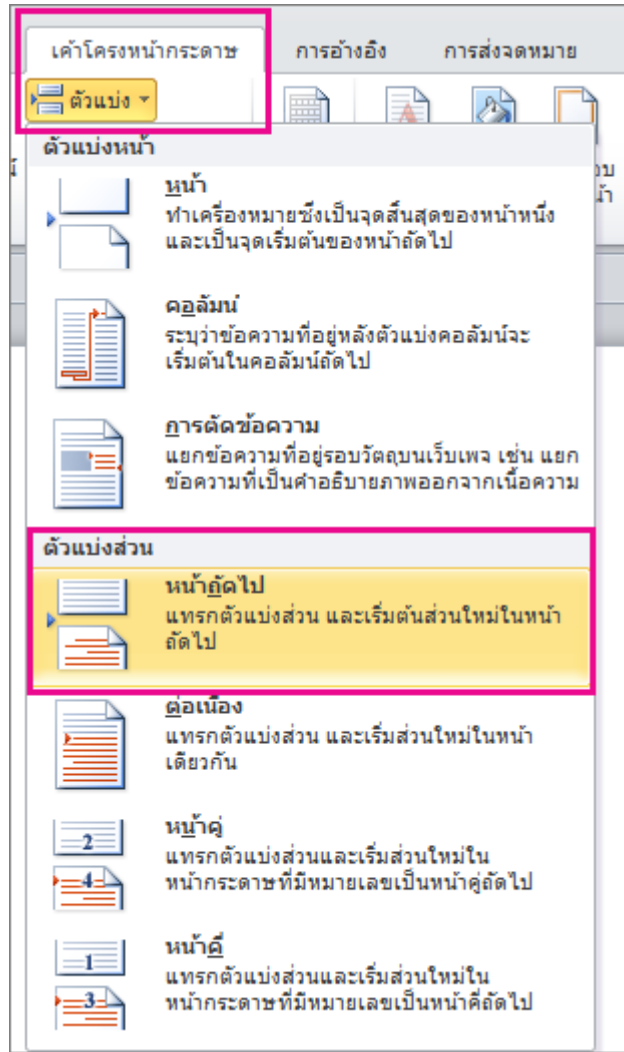 เค้าโครงหน้ากระดาษ การอ้างอิง การส่งจดหมาย
ตัวแบ่ง
ตัวแบ่งหน้า
หน้า
ทำเครื่องหมายซึ่งเป็นจุดสิ้นสุดของหน้าหนึ่ง
และเป็นจุดเริ่มต้นของหน้าถัดไป
คอลัมน์
ระบุว่าข้อความที่อยู่หลังตัวแบ่งคอลัมน์จะ
เริ่มต้นในคอลัมน์ถัดไป
การตัดข้อความ
แยกข้อความที่อยู่รอบวัตถุบนเว็บเพจ เช่น แยก
ข้อความที่เป็นคำอธิบายภาพออกจากเนื้อความ
ตัวแบ่งส่วน
หน้าถัดไป
แทรกตัวแบ่งส่วน และเริ่มต้นส่วนใหม่ในหน้า
ถัดไป
ต่อเนื่อง
แทรกตัวแบ่งส่วน และเริ่มส่วนใหม่ในหน้า
เดียวกัน
หน้าคู่
2
แทรกตัวแบ่งส่วนและเริ่มส่วนใหม่ใน
4
หน้ากระดาษที่มีหมายเลขเป็นหน้าคู่ถัดไป
หน้าคี่
1
แทรกตัวแบ่งส่วนและเริ่มส่วนใหม่ใน
3
หน้ากระดาษที่มีหมายเลขเป็นหน้าคี่ถัดไป